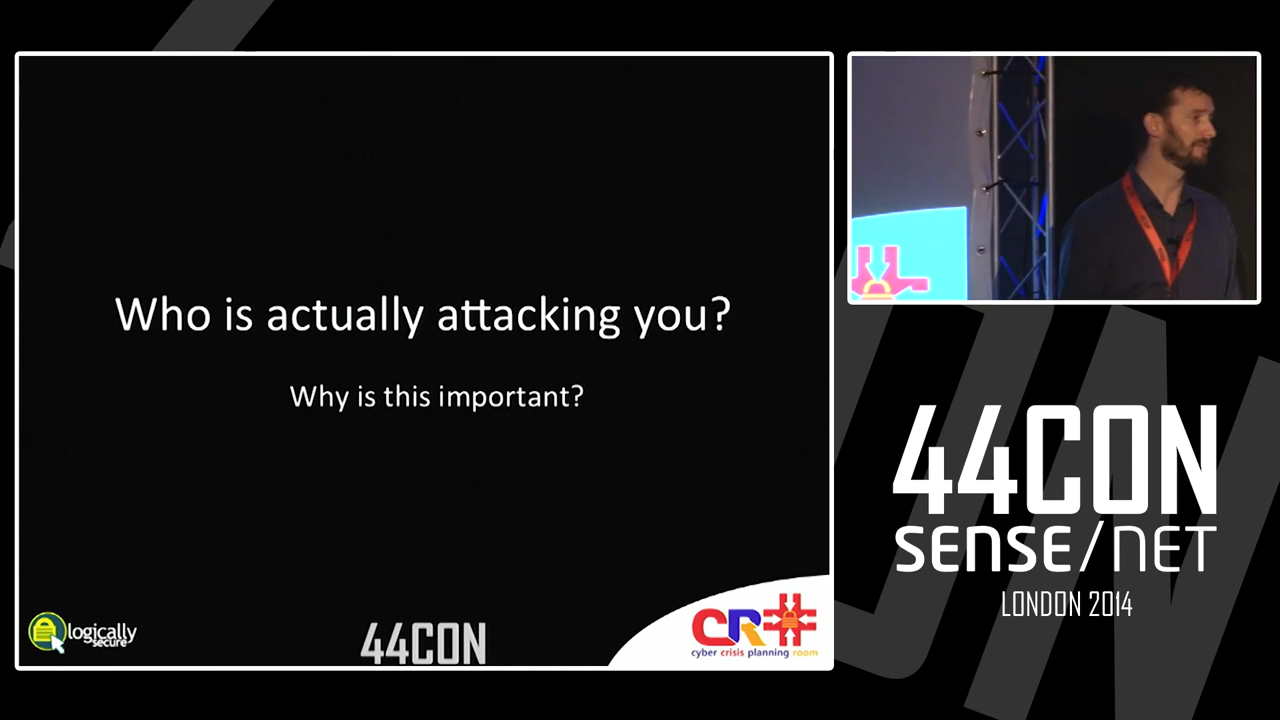 Who is actually attacking you?
Why is this important?
logically
secure
44CON
CR
cyber crisis planning room
44CON
SENSE/NET
LONDON 2014